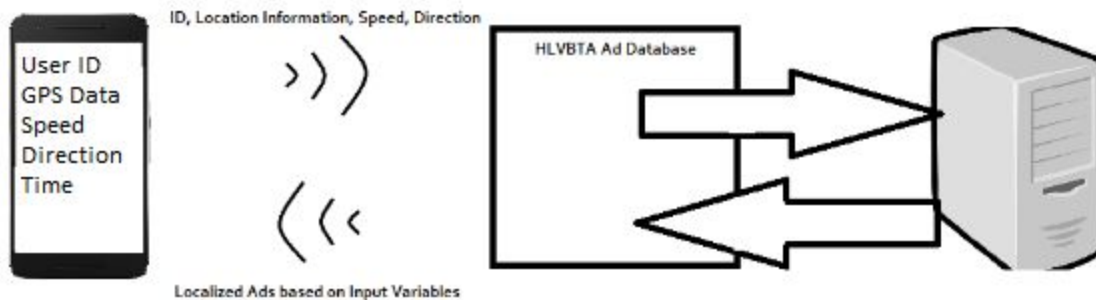 ID, Location Information, Speed, Direction
User ID
GPS Data
Speed
Direction
Time
HLVBTA Ad Database
Localized Ads based on Input Variables